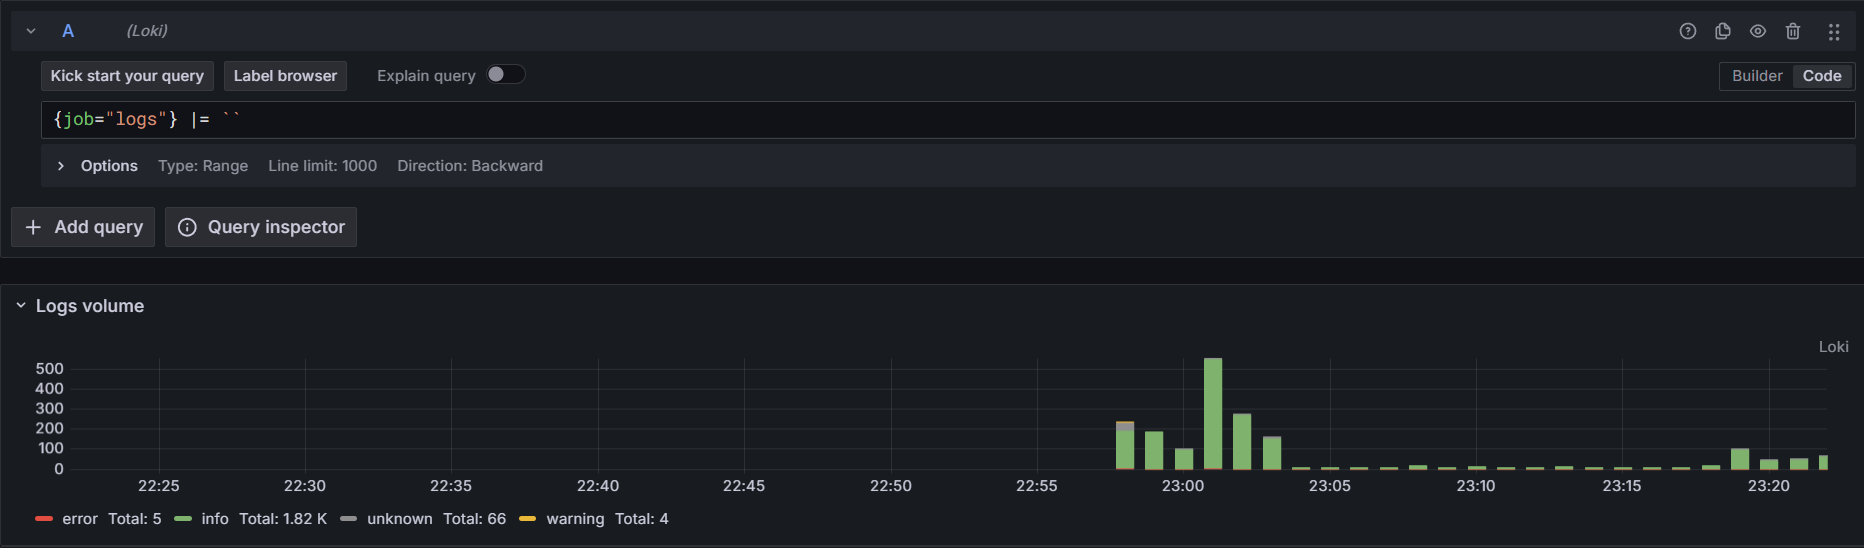 A (Loki)
Kick start your query Label browser Explain query Builder Code
{job="logs"} |= ``
Options Type: Range Line limit: 1000 Direction: Backward
Add query Query inspector
Logs volume
Loki
500
400
300
200
100
0
22:25 22:30 22:35 22:40 22:45 22:50 22:55 23:00 23:05 23:10 23:15 23:20
error Total: 5 info Total: 1.82 K unknown Total: 66 warning Total: 4